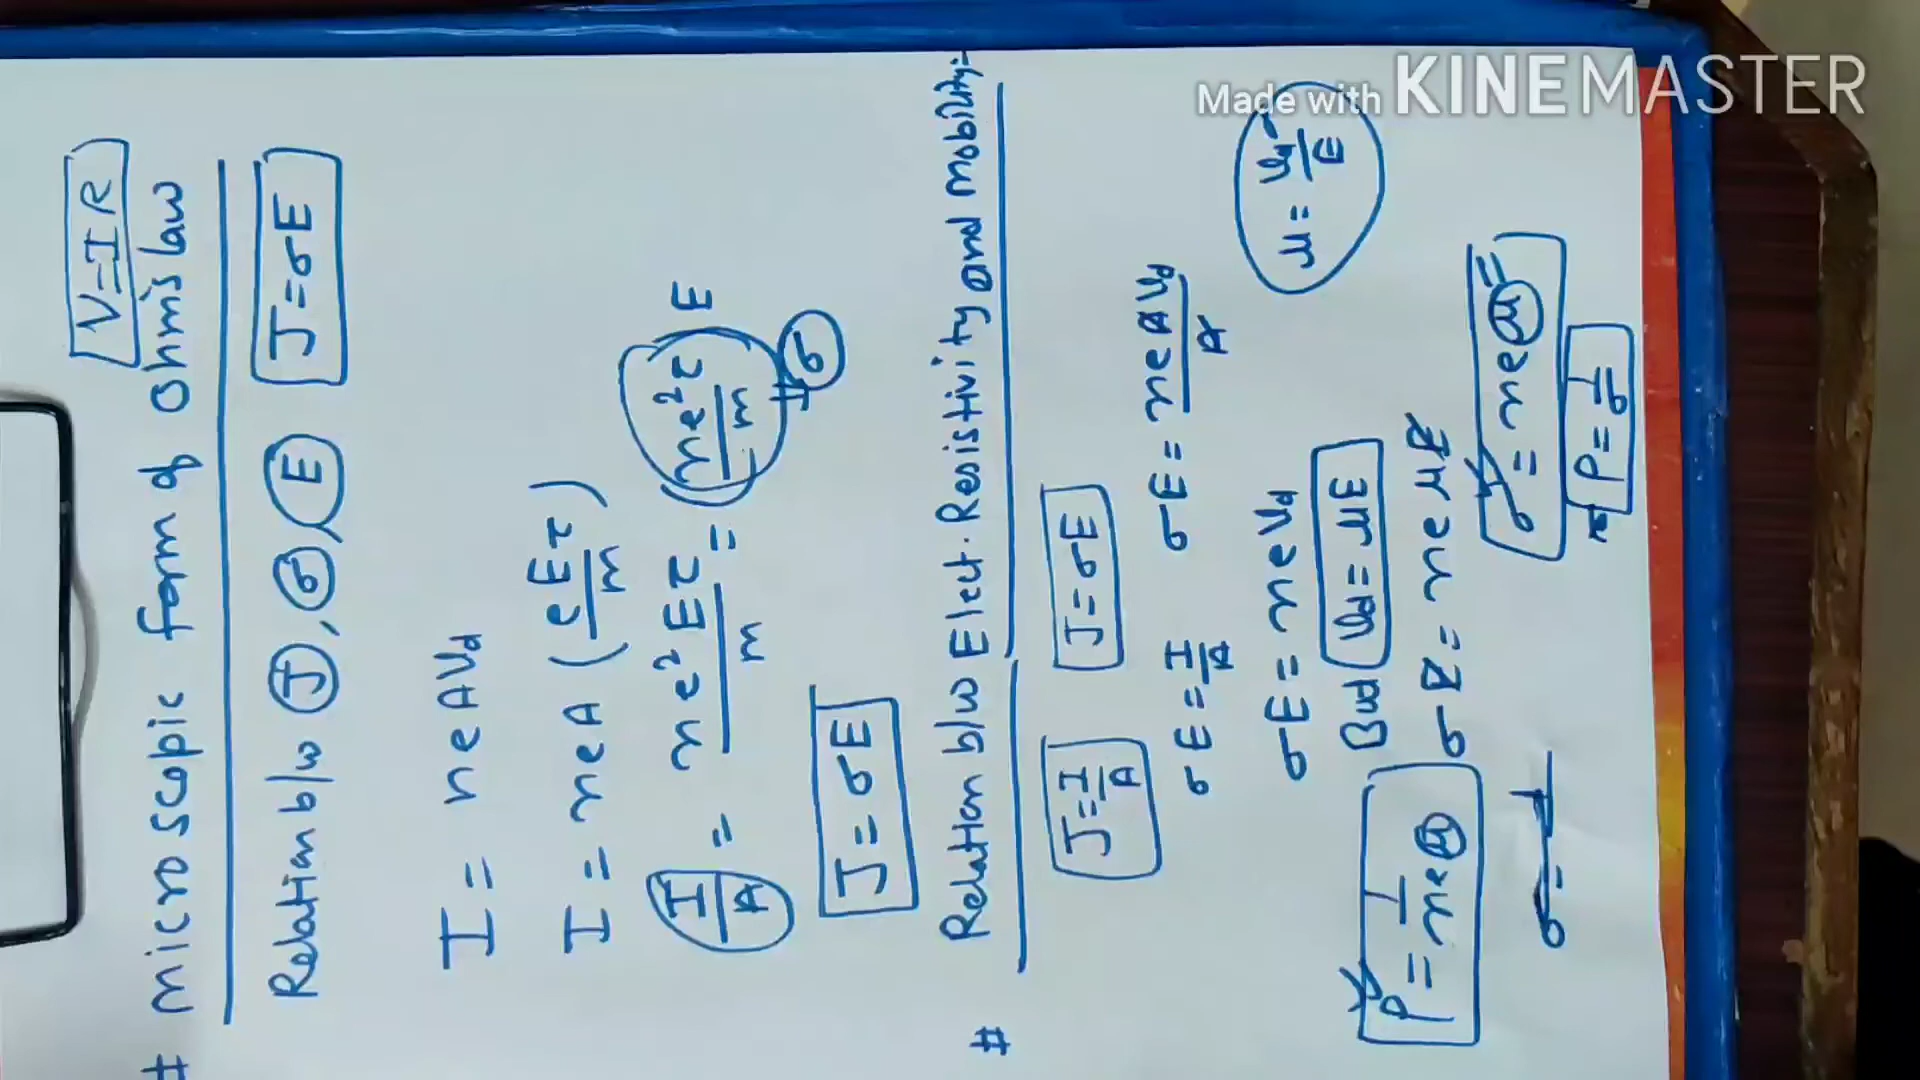 Made with KINEMASTER
V=IR
# microscopic form of ohm's law
Relation b/w J, σ, E J=σE
I = neAVd
I = neA (eEτ/m)
I/A = ne²Eτ/m = (ne²τ/m) E
σ
J=σE
# Relation b/w Elect. Resistivity and mobility:-
J=I/A J=σE
σE = I/A σE = neAVd/A
μ = Vd/E
σE = neVd
But Vd = μE
σE = neμE
σ = neμ
ρ = 1/neμ
ρ = 1/σ